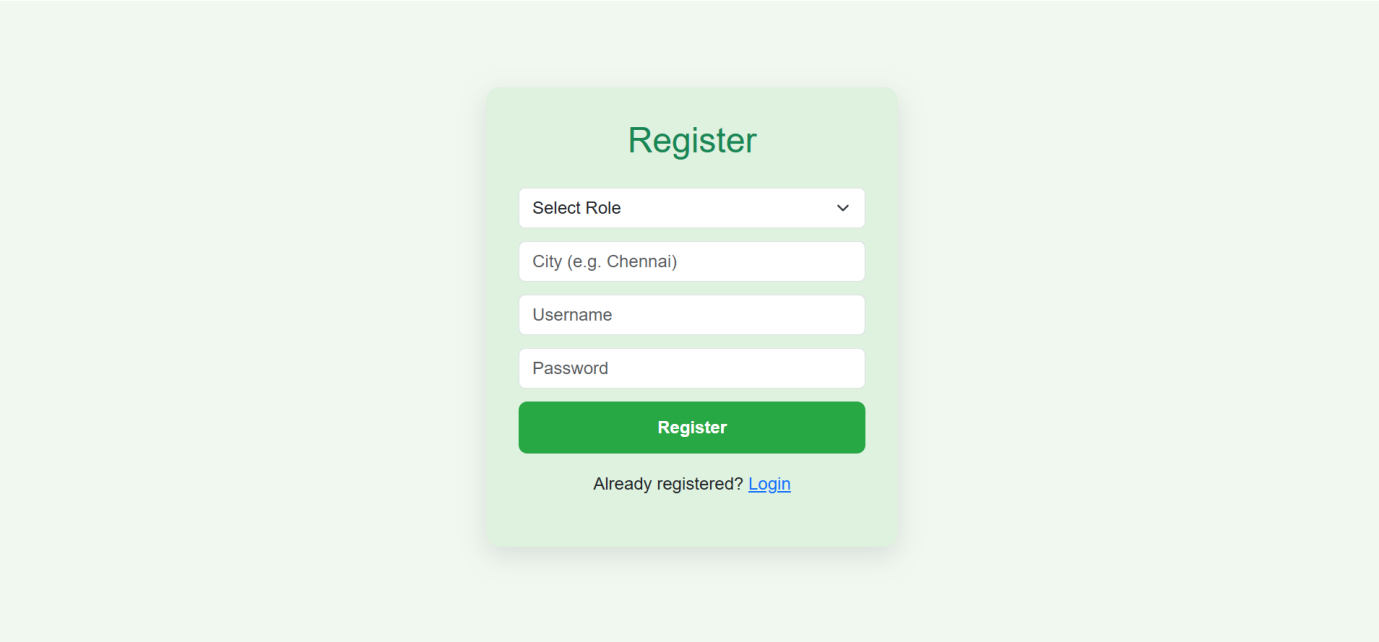 Register
Select Role
City (e.g. Chennai)
Username
Password
Register
Already registered? Login